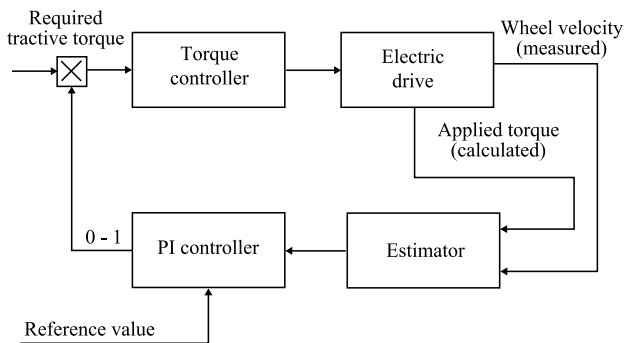 Required
tractive torque
Torque
controller
Electric
drive
Wheel velocity
(measured)
Applied torque
(calculated)
0 - 1
PI controller
Estimator
Reference value